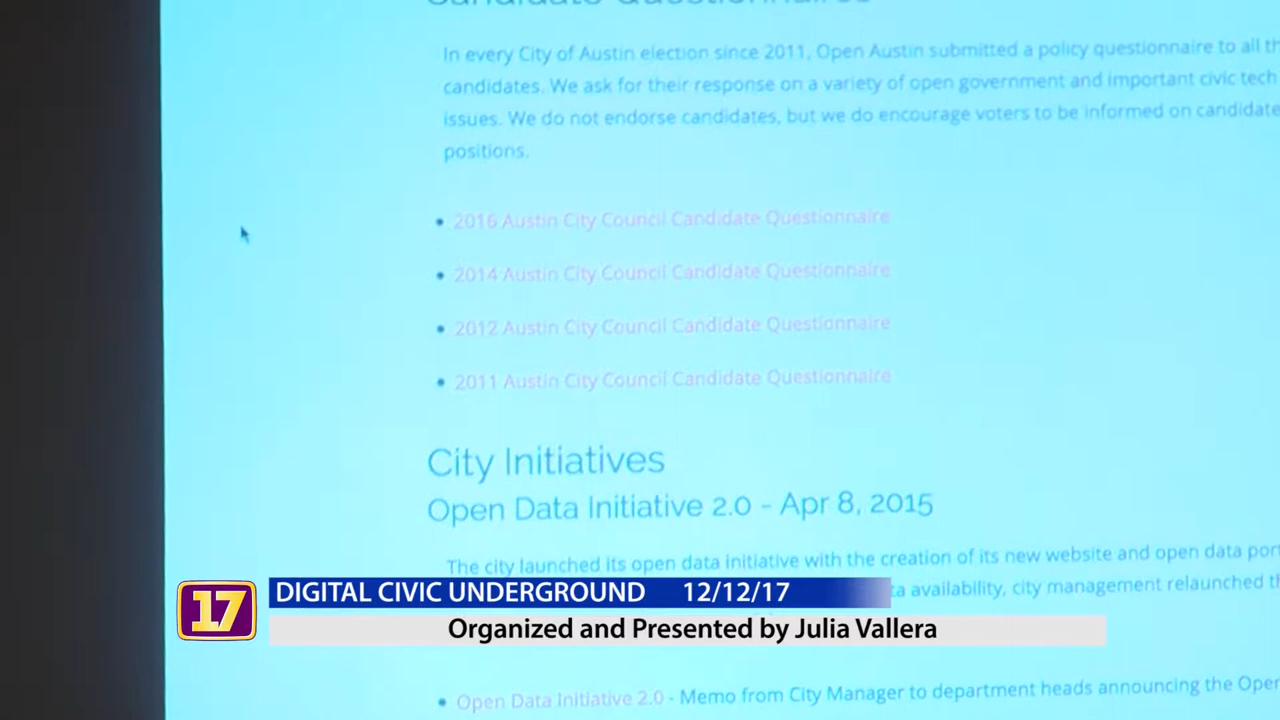 Candidate Questionnaires
In every City of Austin election since 2011, Open Austin submitted a policy questionnaire to all
candidates. We ask for their response on a variety of open government and important civic tech
issues. We do not endorse candidates, but we do encourage voters to be informed on candidate
positions.
• 2016 Austin City Council Candidate Questionnaire
• 2014 Austin City Council Candidate Questionnaire
• 2012 Austin City Council Candidate Questionnaire
• 2011 Austin City Council Candidate Questionnaire
City Initiatives
Open Data Initiative 2.0 - Apr 8, 2015
The city launched its open data initiative with the creation of its new website and open data
availability, city management relaunched
17
DIGITAL CIVIC UNDERGROUND 12/12/17
Organized and Presented by Julia Vallera
• Open Data Initiative 2.0 - Memo from City Manager to department heads announcing the